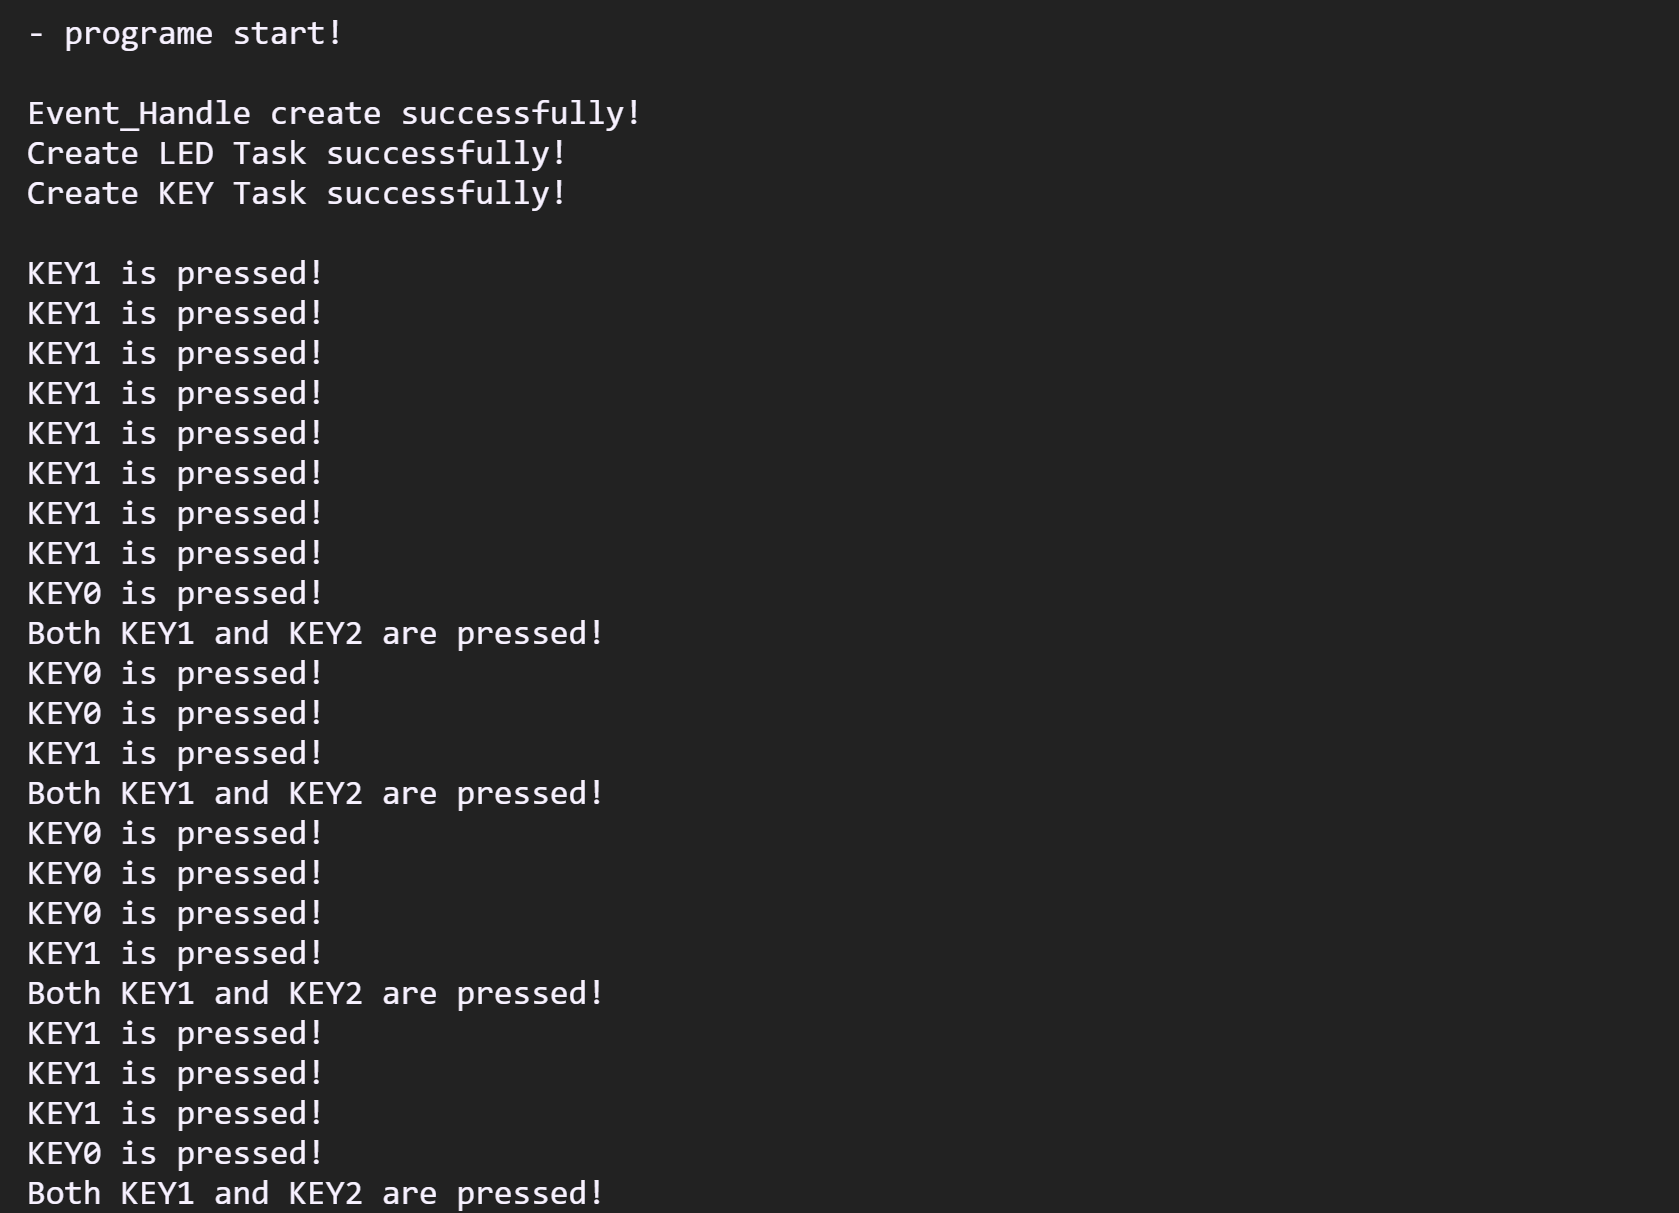 - programe start!
Event_Handle create successfully!
Create LED Task successfully!
Create KEY Task successfully!
KEY1 is pressed!
KEY1 is pressed!
KEY1 is pressed!
KEY1 is pressed!
KEY1 is pressed!
KEY1 is pressed!
KEY1 is pressed!
KEY1 is pressed!
KEY0 is pressed!
Both KEY1 and KEY2 are pressed!
KEY0 is pressed!
KEY0 is pressed!
KEY1 is pressed!
Both KEY1 and KEY2 are pressed!
KEY0 is pressed!
KEY0 is pressed!
KEY0 is pressed!
KEY1 is pressed!
Both KEY1 and KEY2 are pressed!
KEY1 is pressed!
KEY1 is pressed!
KEY1 is pressed!
KEY0 is pressed!
Both KEY1 and KEY2 are pressed!